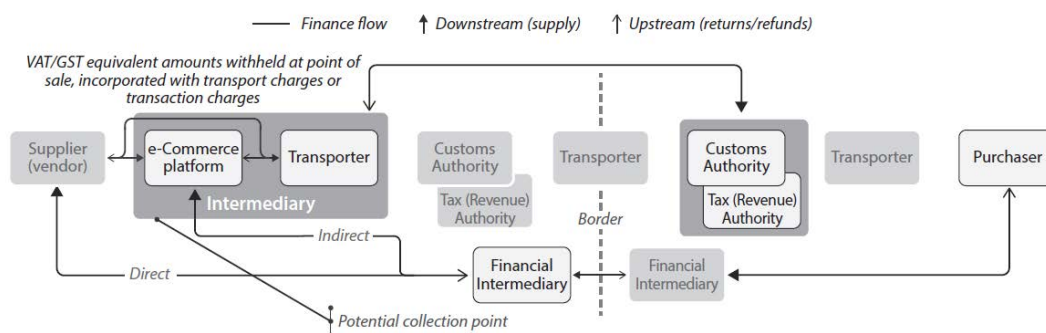 Finance flow
Downstream (supply)
Upstream (returns/refunds)
VAT/GST equivalent amounts withheld at point
of sale, incorporated with transport charges or
transaction charges
Supplier
(vendor)
e-Commerce
platform
Transporter
Intermediary
Customs
Authority
Tax (Revenue)
Authority
Transporter
Border
Customs
Authority
Tax (Revenue)
Authority
Transporter
Purchaser
Indirect
Direct
Financial
Intermediary
Financial
Intermediary
Potential collection point